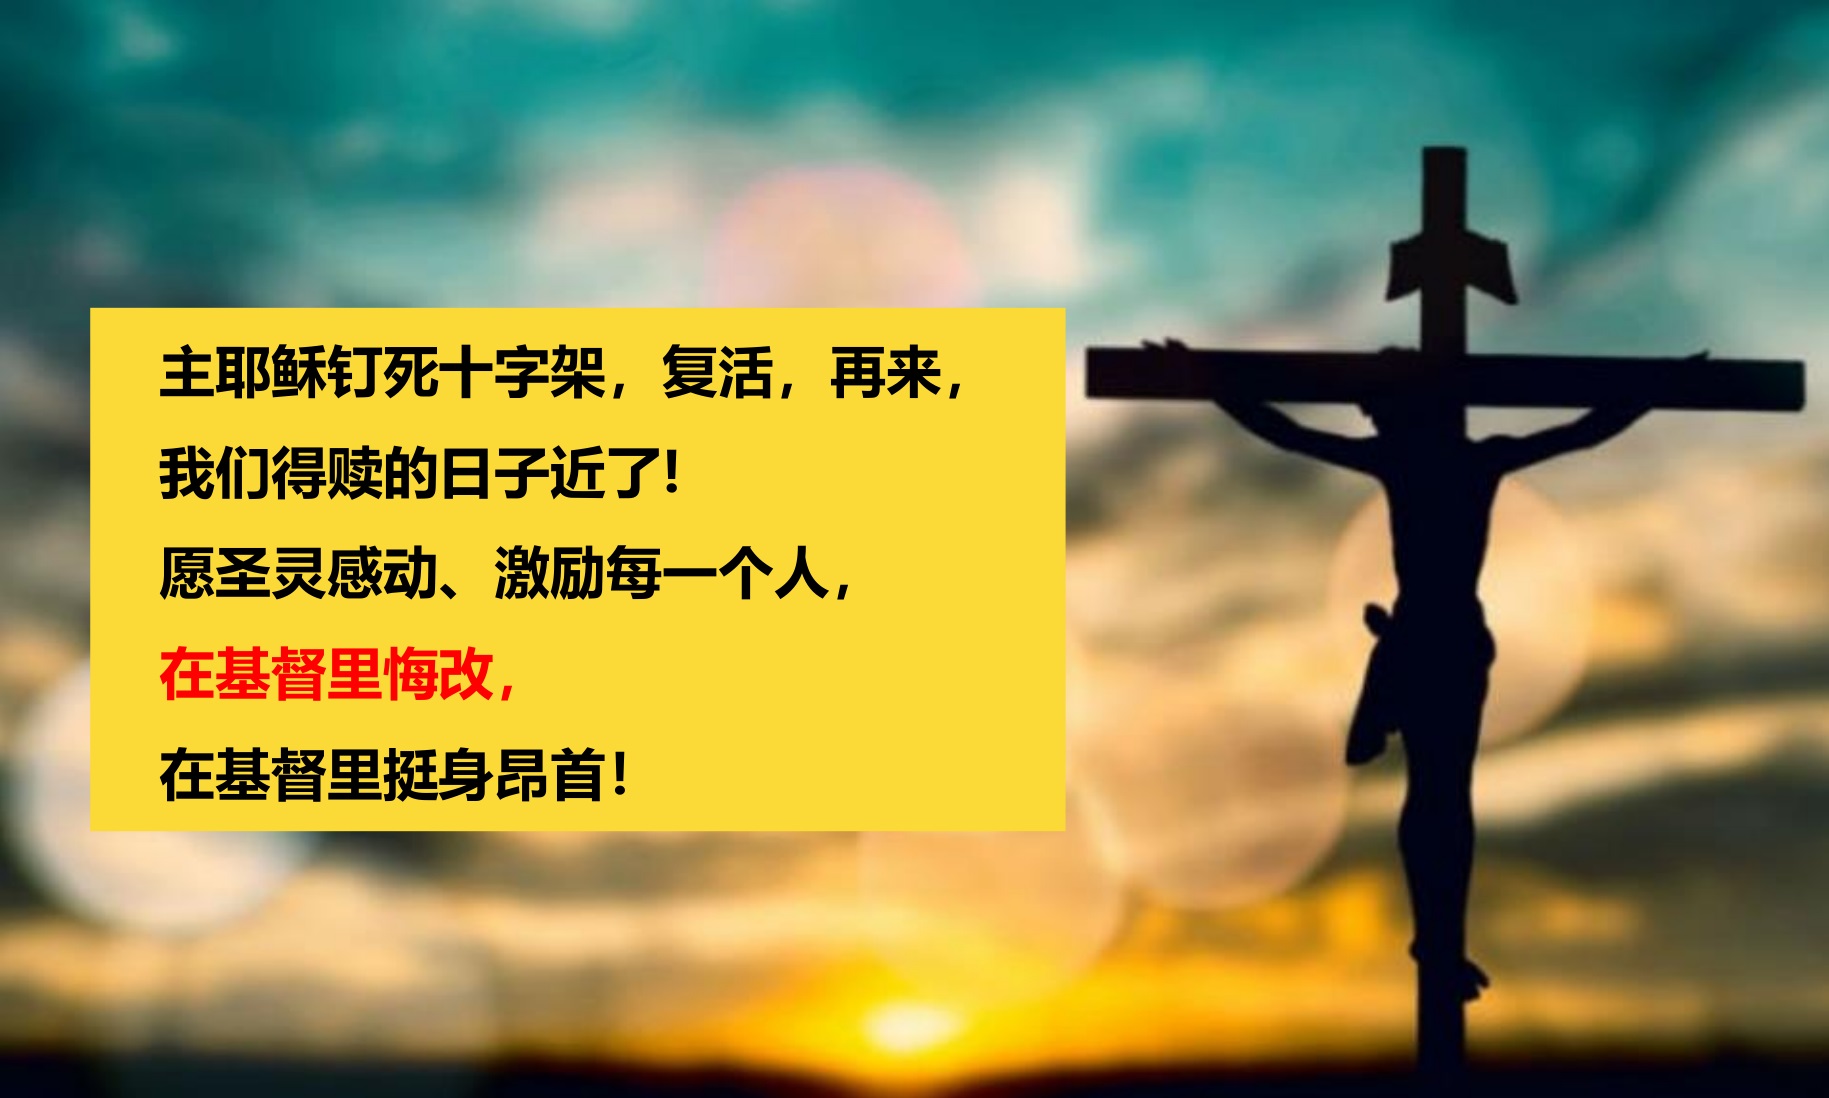 主耶稣钉死十字架，复活，再来，
我们得赎的日子近了！
愿圣灵感动、激励每一个人，
在基督里悔改，
在基督里挺身昂首！